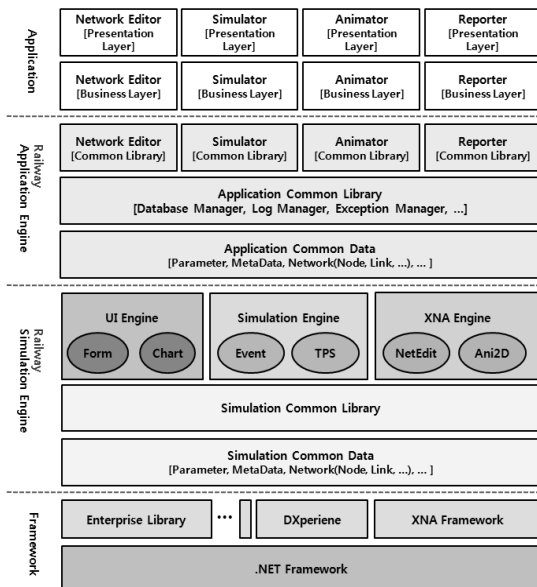 Application
Network Editor
[Presentation
Layer]
Simulator
[Presentation
Layer]
Animator
[Presentation
Layer]
Reporter
[Presentation
Layer]
Network Editor
[Business Layer]
Simulator
[Business Layer]
Animator
[Business Layer]
Reporter
[Business Layer]
Railway
Application Engine
Network Editor
[Common Library]
Simulator
[Common Library]
Animator
[Common Library]
Reporter
[Common Library]
Application Common Library
[Database Manager, Log Manager, Exception Manager, ...]
Application Common Data
[Parameter, MetaData, Network(Node, Link, ...), ... ]
Railway
Simulation Engine
UI Engine
Form
Chart
Simulation Engine
Event
TPS
XNA Engine
NetEdit
Ani2D
Simulation Common Library
Simulation Common Data
[Parameter, MetaData, Network(Node, Link, ...), ... ]
Framework
Enterprise Library
...
DXperiene
XNA Framework
.NET Framework